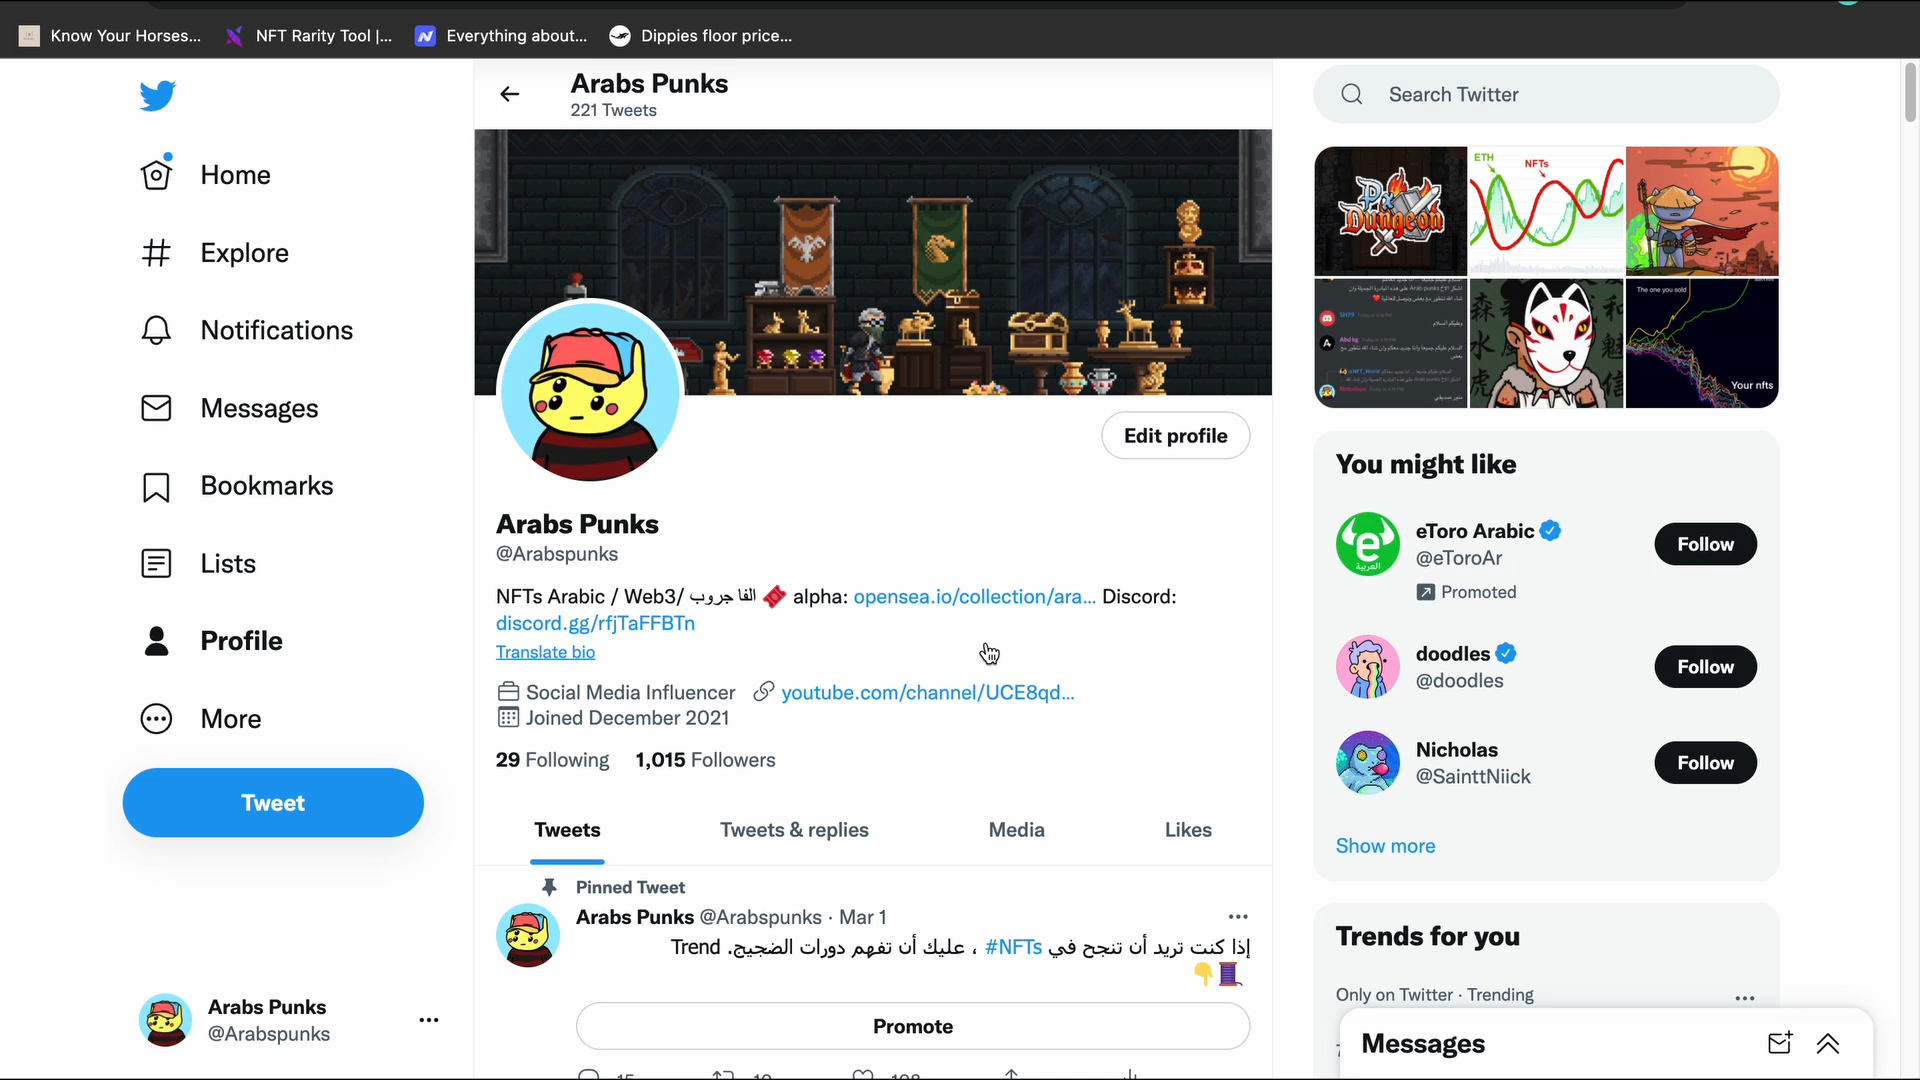 Know Your Horses...
NFT Rarity Tool |...
Everything about...
Dippies floor price...
Arabs Punks
221 Tweets
Search Twitter
Home
Explore
Notifications
Messages
Bookmarks
Lists
Profile
More
Tweet
Arabs Punks
@Arabspunks
Edit profile
Arabs Punks
@Arabspunks
NFTs Arabic / Web3/ الفا جروب alpha: opensea.io/collection/ara... Discord:
discord.gg/rfjTaFFBTn
Translate bio
Social Media Influencer youtube.com/channel/UCE8qd...
Joined December 2021
29 Following 1,015 Followers
Tweets
Tweets & replies
Media
Likes
Pinned Tweet
Arabs Punks @Arabspunks · Mar 1
إذا كنت تريد أن تنجح في #NFTs ، عليك أن تفهم دورات الضجيج. Trend
Promote
Px Dungeon
ETH
NFTs
The one you sold
Your nfts
You might like
eToro Arabic
@eToroAr
Promoted
Follow
doodles
@doodles
Follow
Nicholas
@SainttNiick
Follow
Show more
Trends for you
Only on Twitter · Trending
Messages